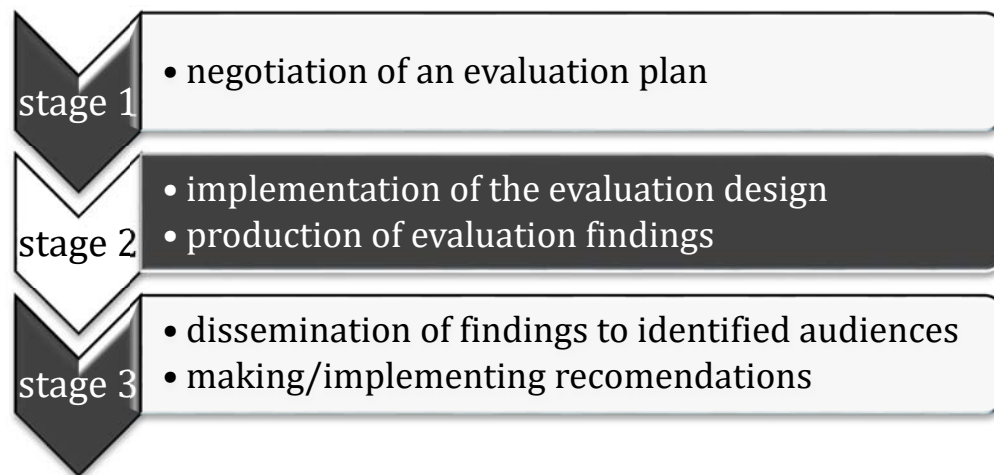 stage 1
• negotiation of an evaluation plan
stage 2
• implementation of the evaluation design
• production of evaluation findings
stage 3
• dissemination of findings to identified audiences
• making/implementing recomendations